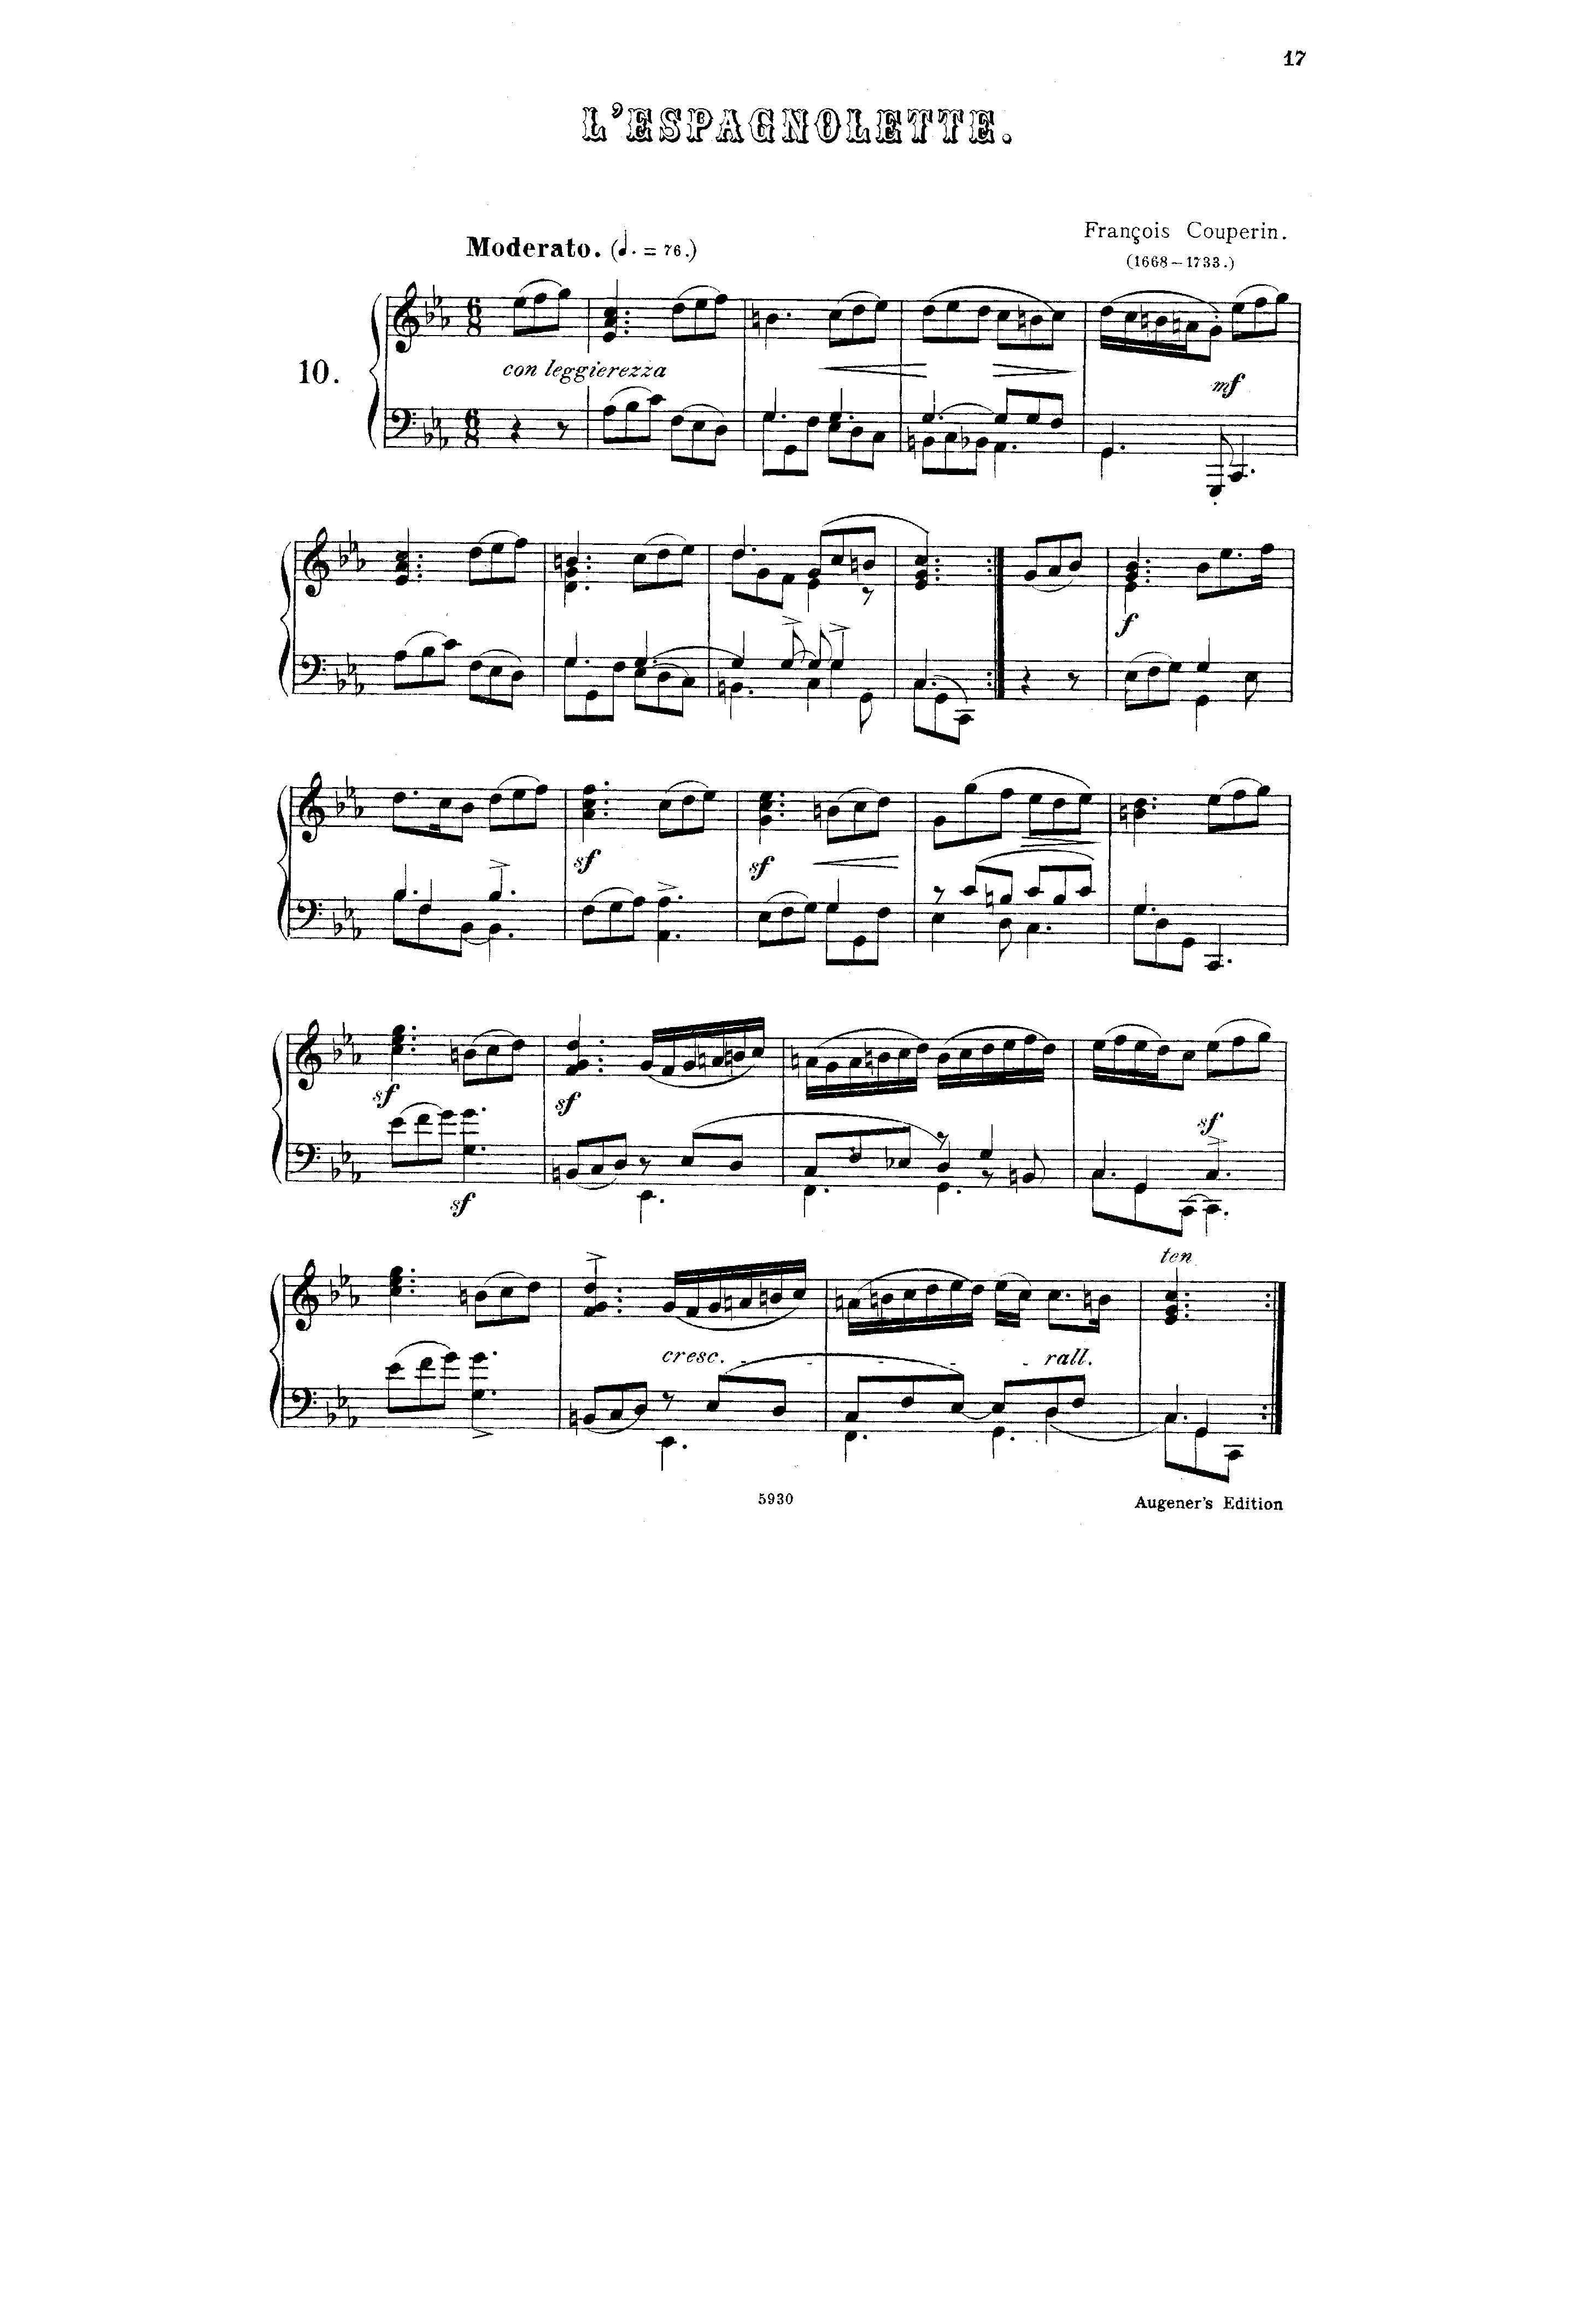 17
L'ESPAGNOLETTE.
François Couperin.
(1668–1733.)
Moderato. (♩. = 76.)
10.
con leggierezza
mf
f
sf
sf
sf
sf
sf
sf
ten
cresc. - - - - - rall.
5930
Augener's Edition